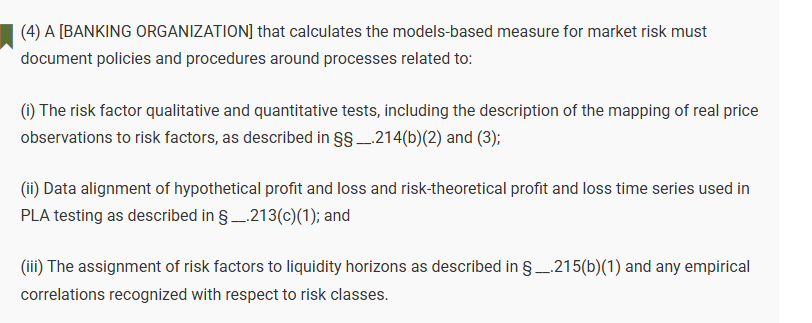 (4) A [BANKING ORGANIZATION] that calculates the models-based measure for market risk must
document policies and procedures around processes related to:
(i) The risk factor qualitative and quantitative tests, including the description of the mapping of real price
observations to risk factors, as described in §§ __.214(b)(2) and (3);
(ii) Data alignment of hypothetical profit and loss and risk-theoretical profit and loss time series used in
PLA testing as described in § __.213(c)(1); and
(iii) The assignment of risk factors to liquidity horizons as described in § __.215(b)(1) and any empirical
correlations recognized with respect to risk classes.